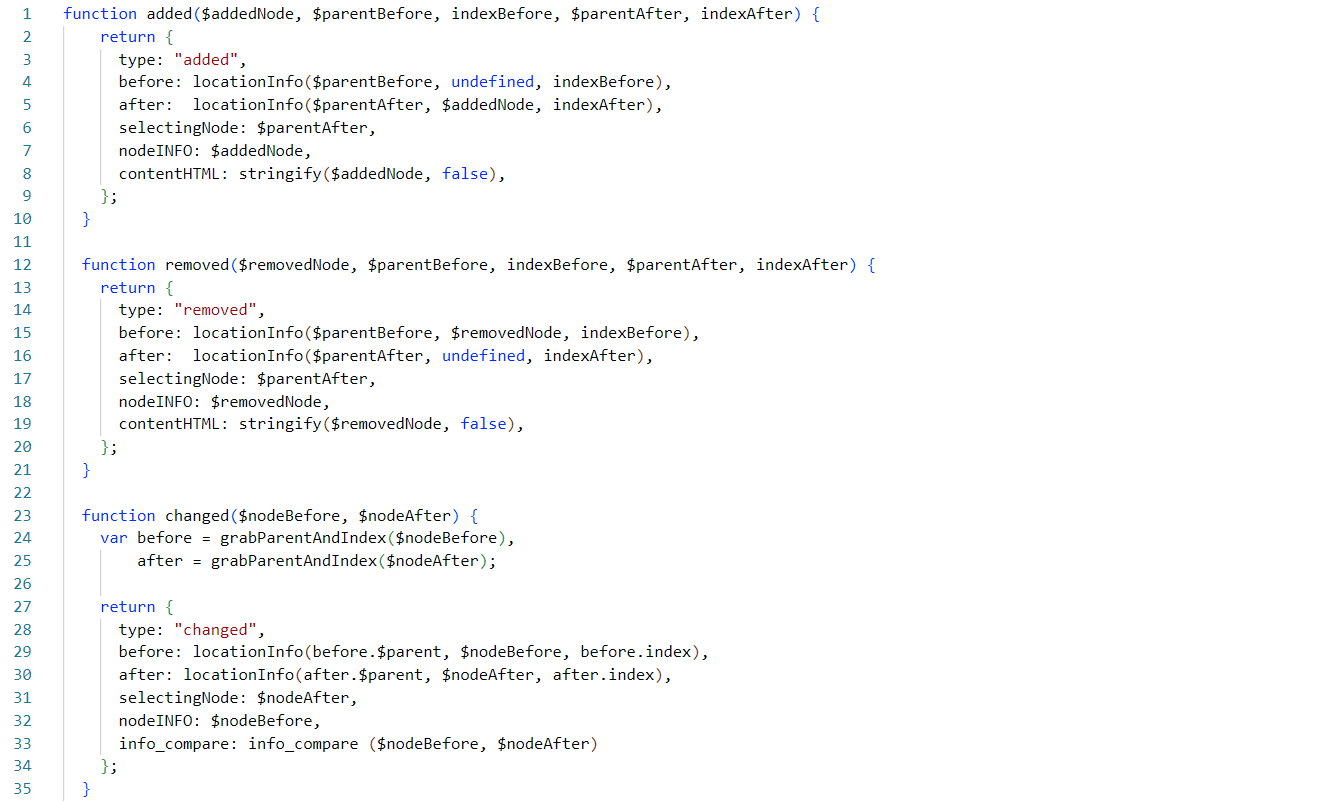 1 function added($addedNode, $parentBefore, indexBefore, $parentAfter, indexAfter) {
2     return {
3       type: "added",
4       before: locationInfo($parentBefore, undefined, indexBefore),
5       after:  locationInfo($parentAfter, $addedNode, indexAfter),
6       selectingNode: $parentAfter,
7       nodeINFO: $addedNode,
8       contentHTML: stringify($addedNode, false),
9     };
10   }
11
12   function removed($removedNode, $parentBefore, indexBefore, $parentAfter, indexAfter) {
13     return {
14       type: "removed",
15       before: locationInfo($parentBefore, $removedNode, indexBefore),
16       after:  locationInfo($parentAfter, undefined, indexAfter),
17       selectingNode: $parentAfter,
18       nodeINFO: $removedNode,
19       contentHTML: stringify($removedNode, false),
20     };
21   }
22
23   function changed($nodeBefore, $nodeAfter) {
24     var before = grabParentAndIndex($nodeBefore),
25         after = grabParentAndIndex($nodeAfter);
26
27     return {
28       type: "changed",
29       before: locationInfo(before.$parent, $nodeBefore, before.index),
30       after: locationInfo(after.$parent, $nodeAfter, after.index),
31       selectingNode: $nodeAfter,
32       nodeINFO: $nodeBefore,
33       info_compare: info_compare ($nodeBefore, $nodeAfter)
34     };
35   }